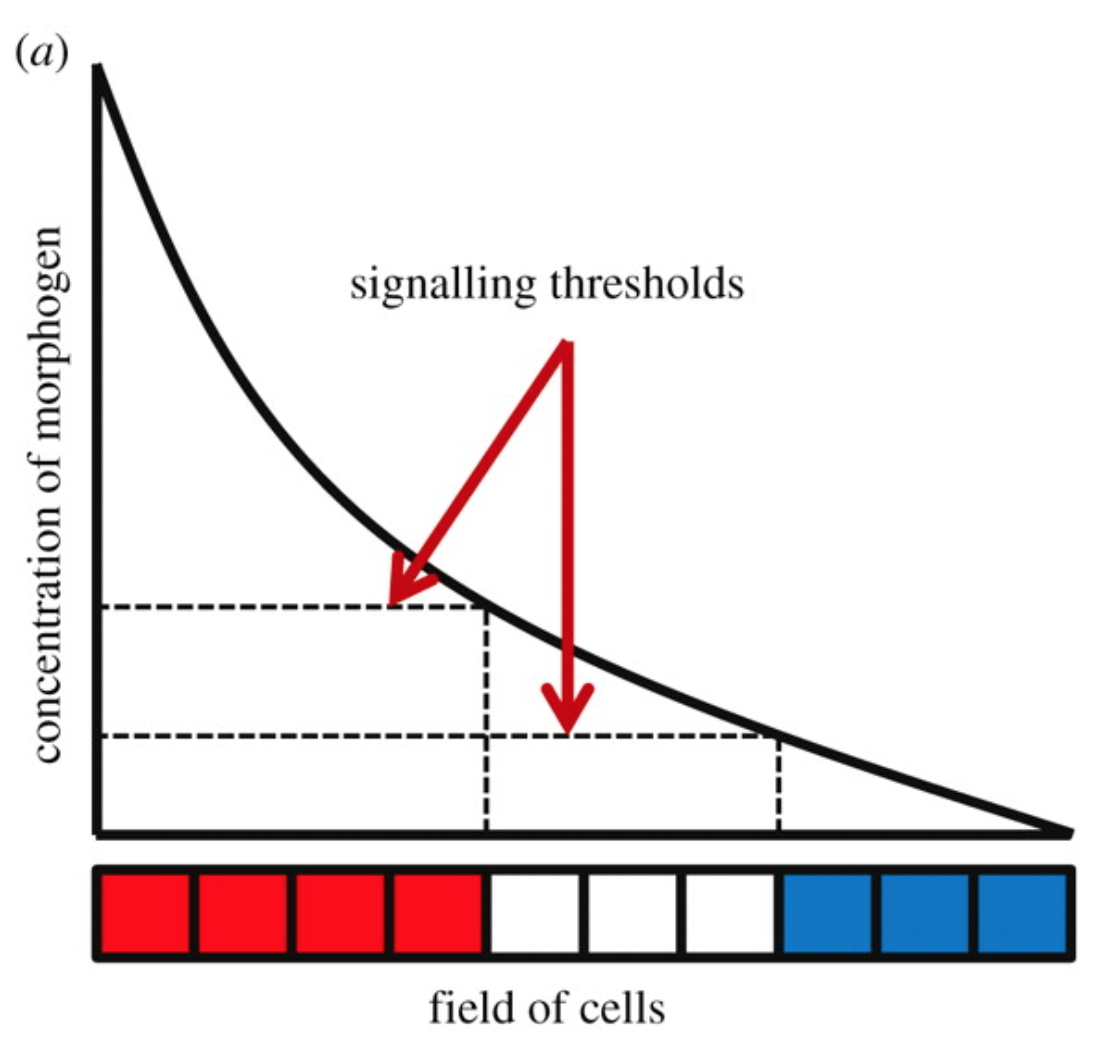 (a)
signalling thresholds
concentration of morphogen
field of cells